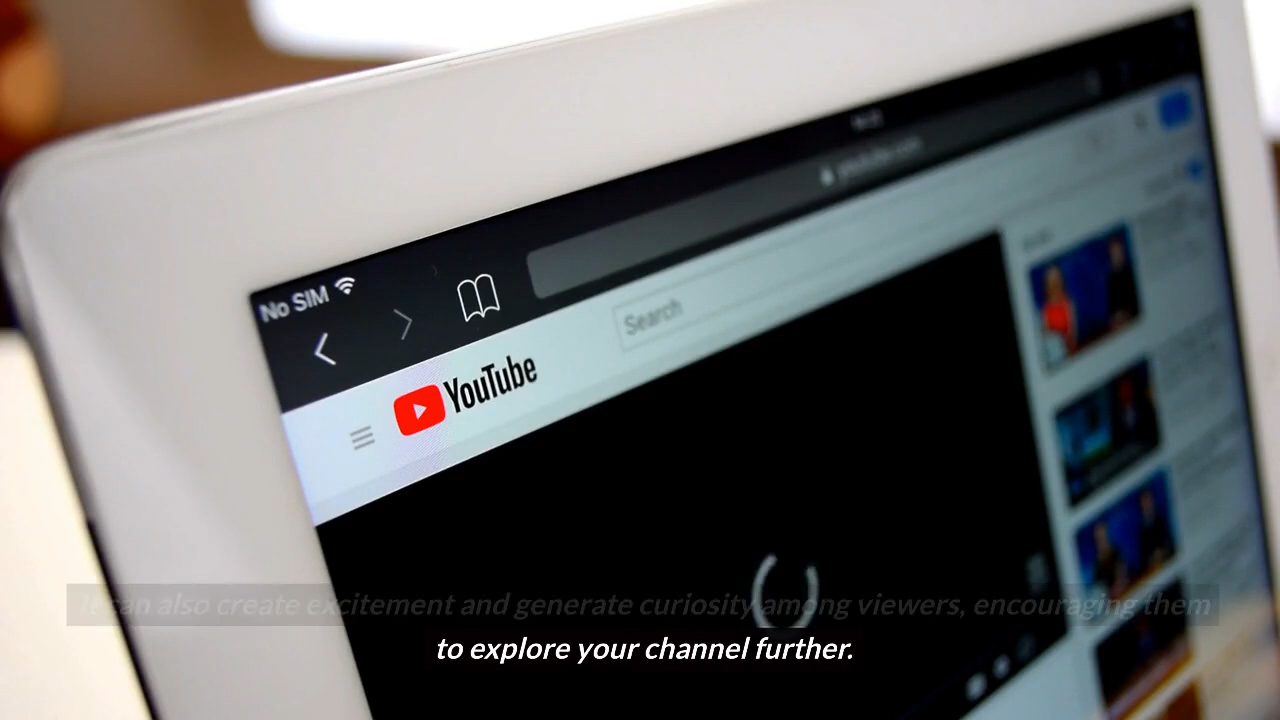 No SIM
Search
YouTube
It can also create excitement and generate curiosity among viewers, encouraging them
to explore your channel further.